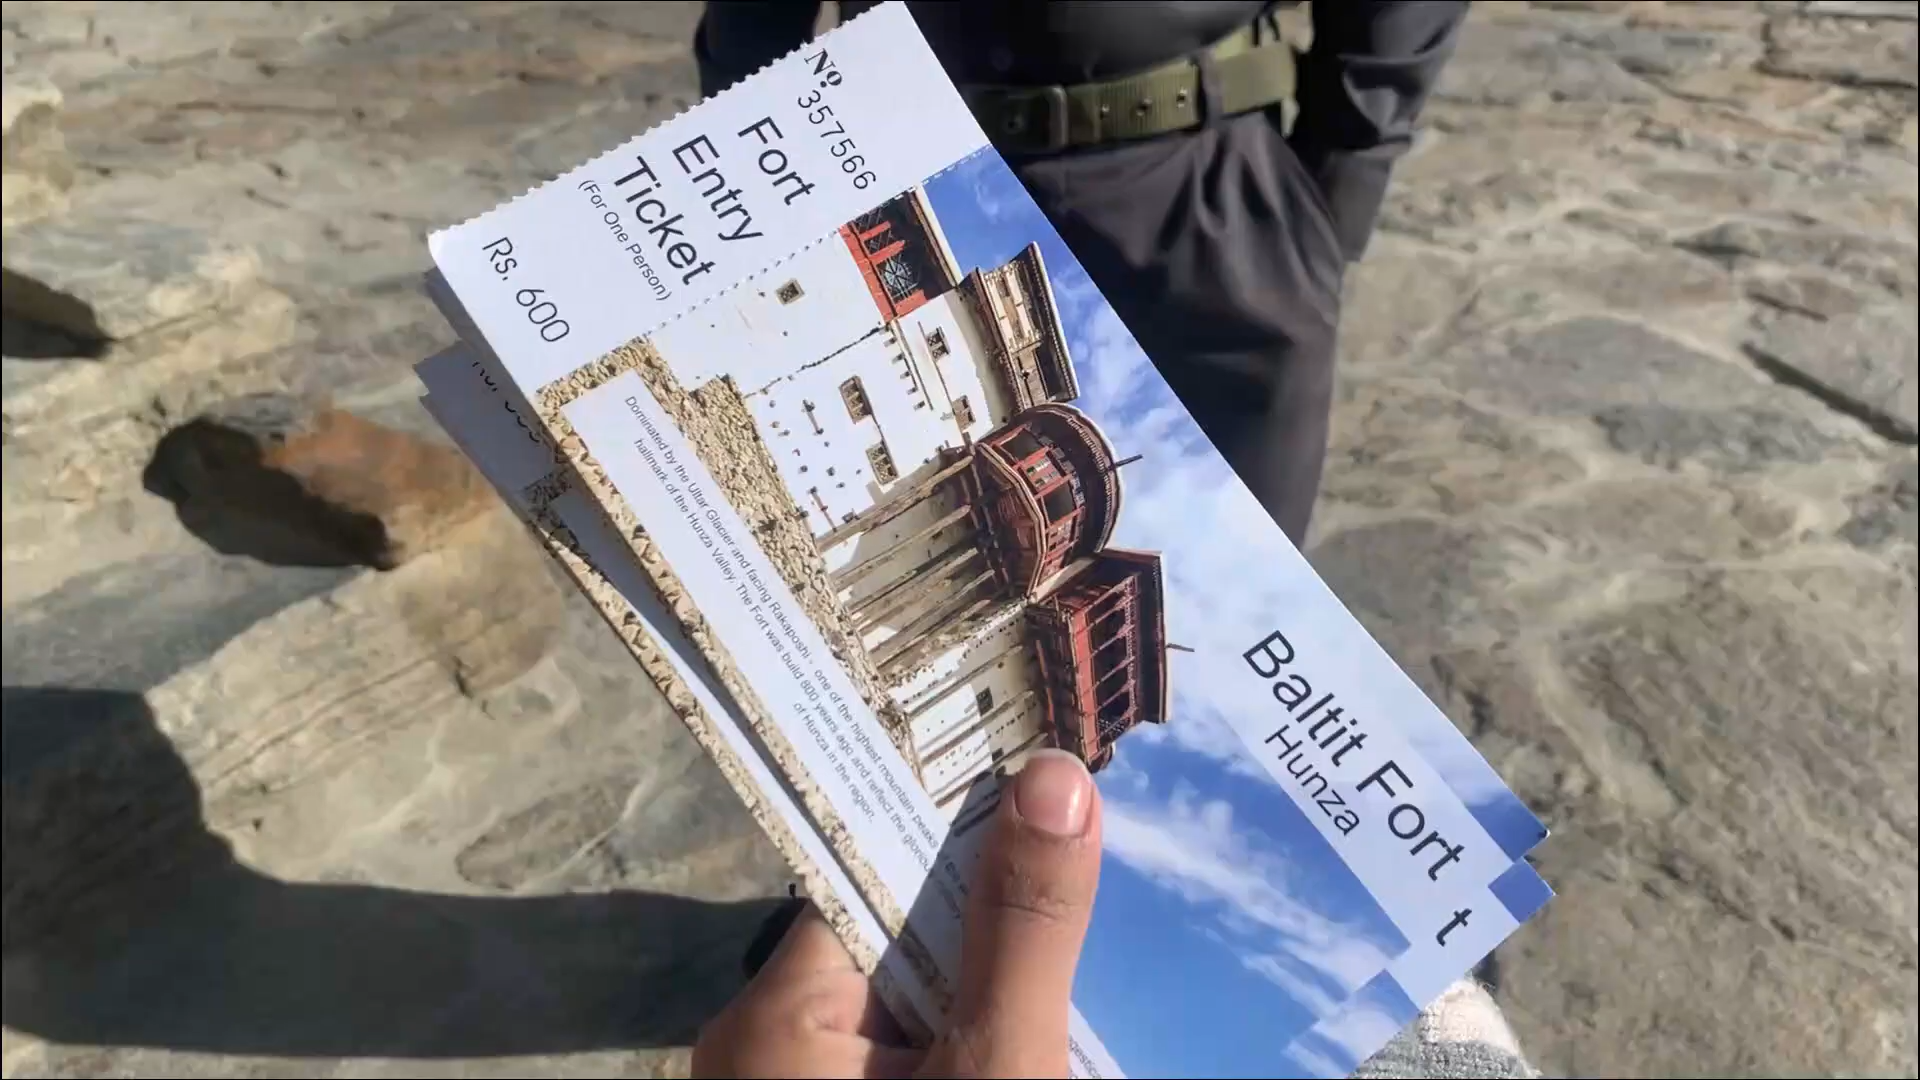 Nº 357566
Fort
Entry
Ticket
(For One Person)
Rs. 600
Baltit Fort
Hunza
Dominated by the Ultar Glacier and facing Rakaposhi - one of the highest mountain peaks
hallmark of the Hunza Valley. The Fort was build 800 years ago and reflect the glorious
of Hunza in the region.
t